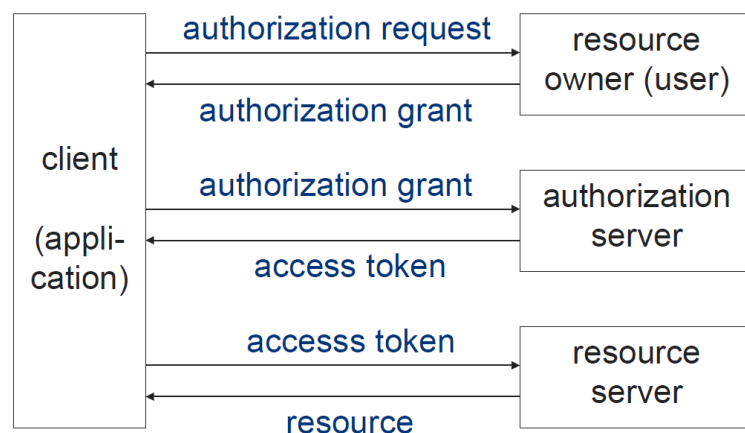 authorization request
resource
owner (user)
authorization grant
client
(appli-
cation)
authorization grant
authorization
server
access token
accesss token
resource
server
resource